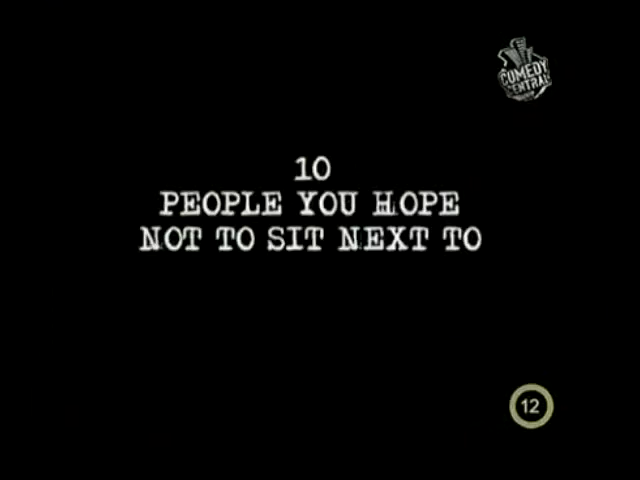 COMEDY
CENTRAL
10
PEOPLE YOU HOPE
NOT TO SIT NEXT TO
12